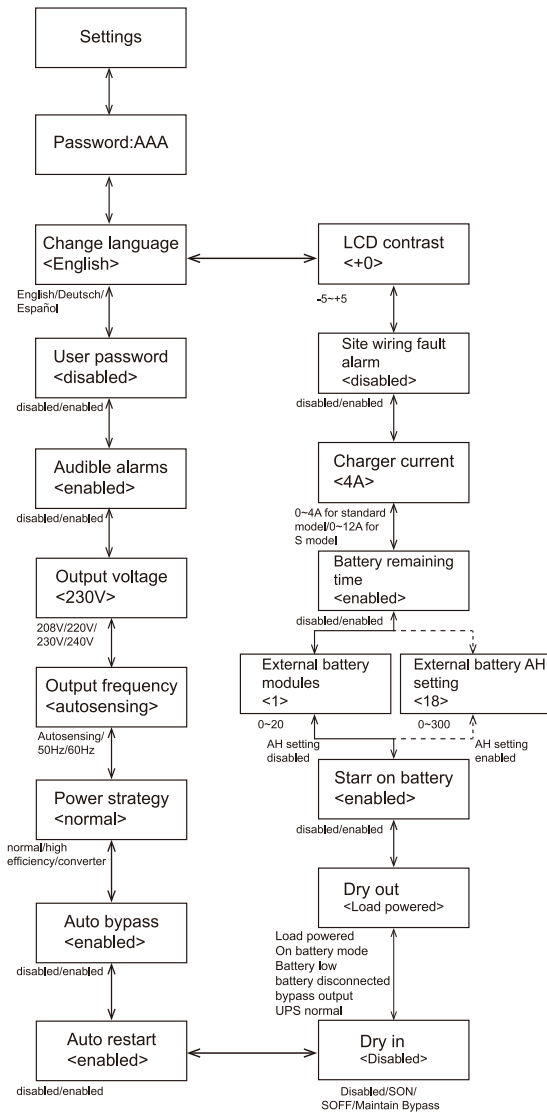 Settings
Password:AAA
Change language
<English>
English/Deutsch/
Español
User password
<disabled>
disabled/enabled
Audible alarms
<enabled>
disabled/enabled
Output voltage
<230V>
208V/220V/
230V/240V
Output frequency
<autosensing>
Autosensing/
50Hz/60Hz
Power strategy
<normal>
normal/high
efficiency/converter
Auto bypass
<enabled>
disabled/enabled
Auto restart
<enabled>
disabled/enabled
LCD contrast
<+0>
-5~+5
Site wiring fault
alarm
<disabled>
disabled/enabled
Charger current
<4A>
0~4A for standard
model/0~12A for
S model
Battery remaining
time
<enabled>
disabled/enabled
External battery
modules
<1>
0~20
AH setting
disabled
External battery AH
setting
<18>
0~300
AH setting
enabled
Starr on battery
<enabled>
disabled/enabled
Dry out
<Load powered>
Load powered
On battery mode
Battery low
battery disconnected
bypass output
UPS normal
Dry in
<Disabled>
Disabled/SON/
SOFF/Maintain Bypass